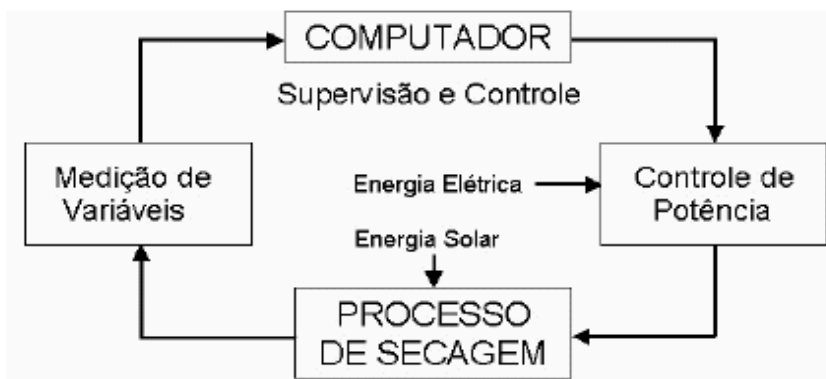 COMPUTADOR
Supervisão e Controle
Medição de
Variáveis
Energia Elétrica
Controle de
Potência
Energia Solar
PROCESSO
DE SECAGEM